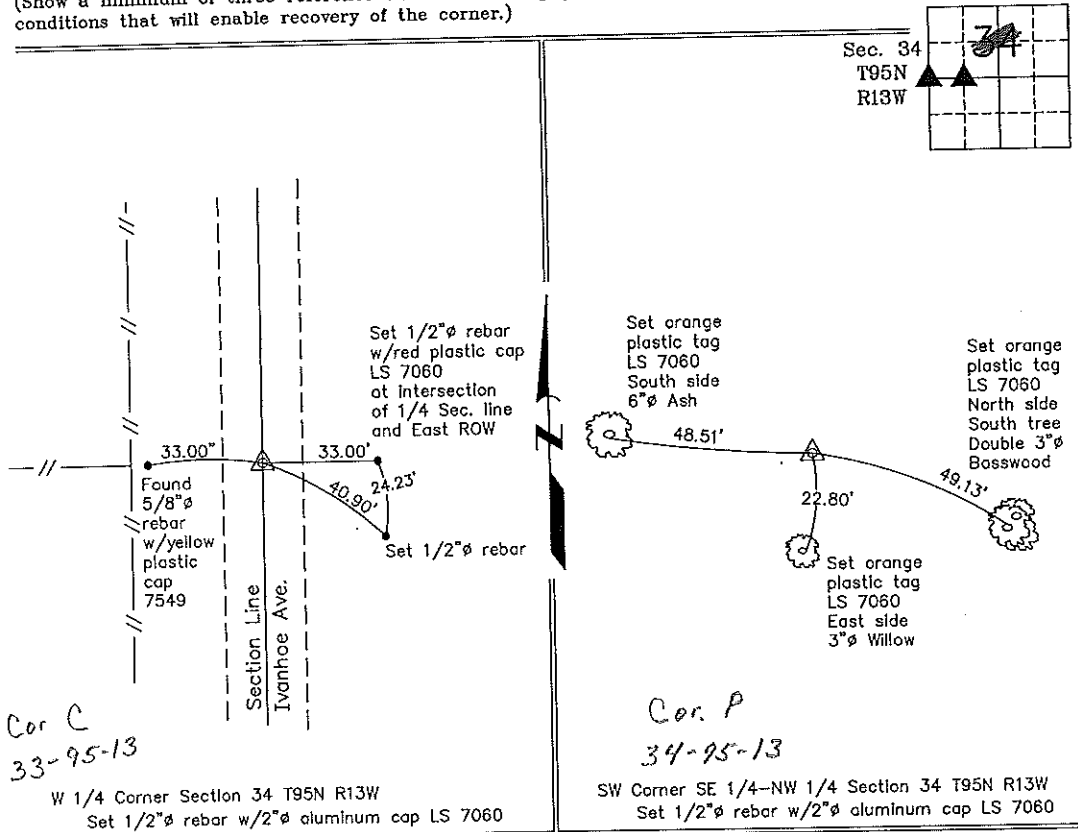 conditions that will enable recovery of the corner.)
Sec. 34
T95N
R13W
34
Set 1/2"ø rebar
w/red plastic cap
LS 7060
at intersection
of 1/4 Sec. line
and East ROW
33.00"
33.00'
24.23'
40.90'
Found
5/8"ø
rebar
w/yellow
plastic
cap
7549
Set 1/2"ø rebar
Section Line
Ivanhoe Ave.
Cor C
33-95-13
W 1/4 Corner Section 34 T95N R13W
Set 1/2"ø rebar w/2"ø aluminum cap LS 7060
N
Set orange
plastic tag
LS 7060
South side
6"ø Ash
48.51'
Set orange
plastic tag
LS 7060
North side
South tree
Double 3"ø
Basswood
49.13'
22.80'
Set orange
plastic tag
LS 7060
East side
3"ø Willow
Cor. P
34-95-13
SW Corner SE 1/4-NW 1/4 Section 34 T95N R13W
Set 1/2"ø rebar w/2"ø aluminum cap LS 7060